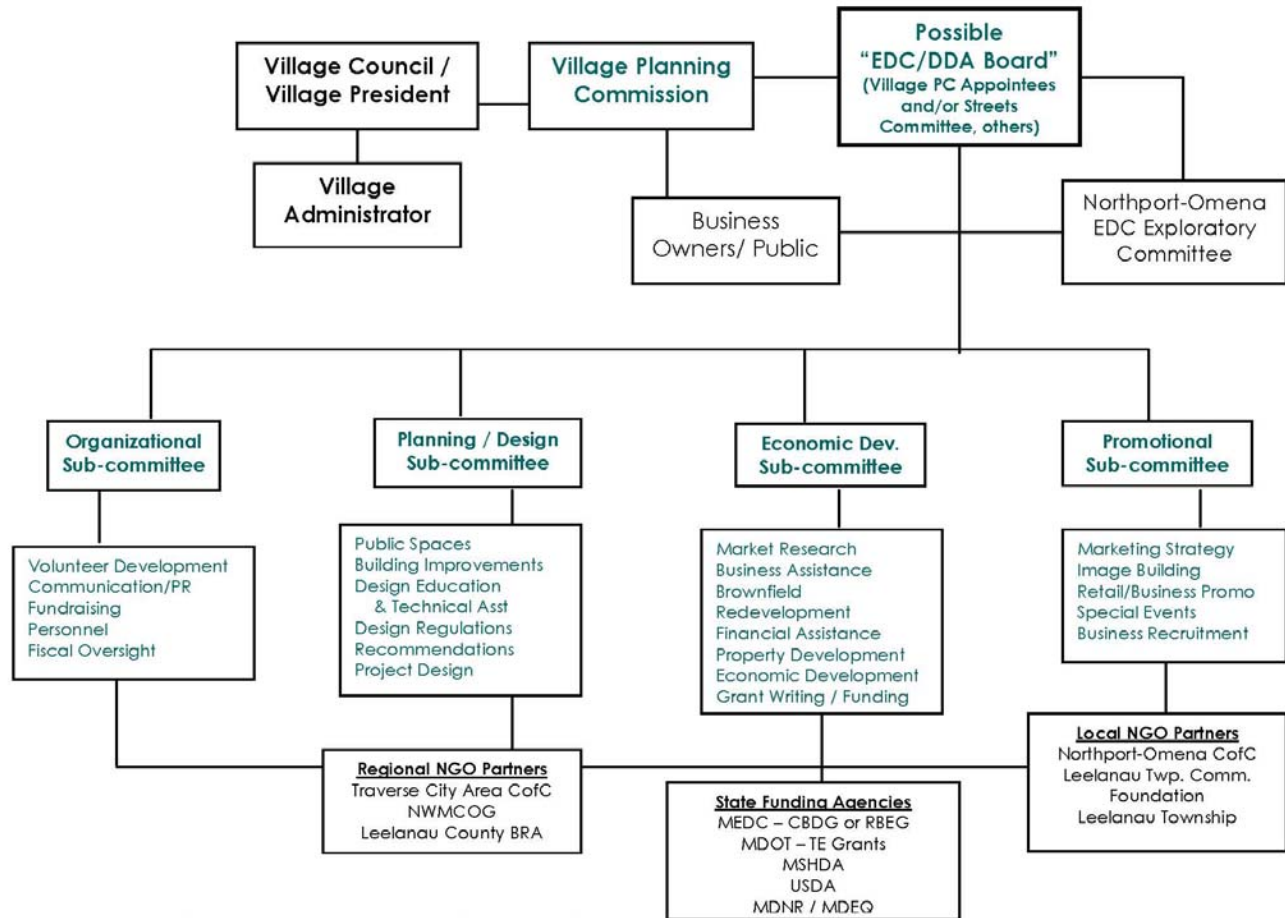 Village Council /
Village President
Village Planning
Commission
Possible
“EDC/DDA Board”
(Village PC Appointees
and/or Streets
Committee, others)
Village
Administrator
Business
Owners/ Public
Northport-Omena
EDC Exploratory
Committee
Organizational
Sub-committee
Planning / Design
Sub-committee
Economic Dev.
Sub-committee
Promotional
Sub-committee
Volunteer Development
Communication/PR
Fundraising
Personnel
Fiscal Oversight
Public Spaces
Building Improvements
Design Education
& Technical Asst
Design Regulations
Recommendations
Project Design
Market Research
Business Assistance
Brownfield
Redevelopment
Financial Assistance
Property Development
Economic Development
Grant Writing / Funding
Marketing Strategy
Image Building
Retail/Business Promo
Special Events
Business Recruitment
Regional NGO Partners
Traverse City Area CofC
NWMCOG
Leelanau County BRA
State Funding Agencies
MEDC – CBDG or RBEG
MDOT – TE Grants
MSHDA
USDA
MDNR / MDEQ
Local NGO Partners
Northport-Omena CofC
Leelanau Twp. Comm.
Foundation
Leelanau Township